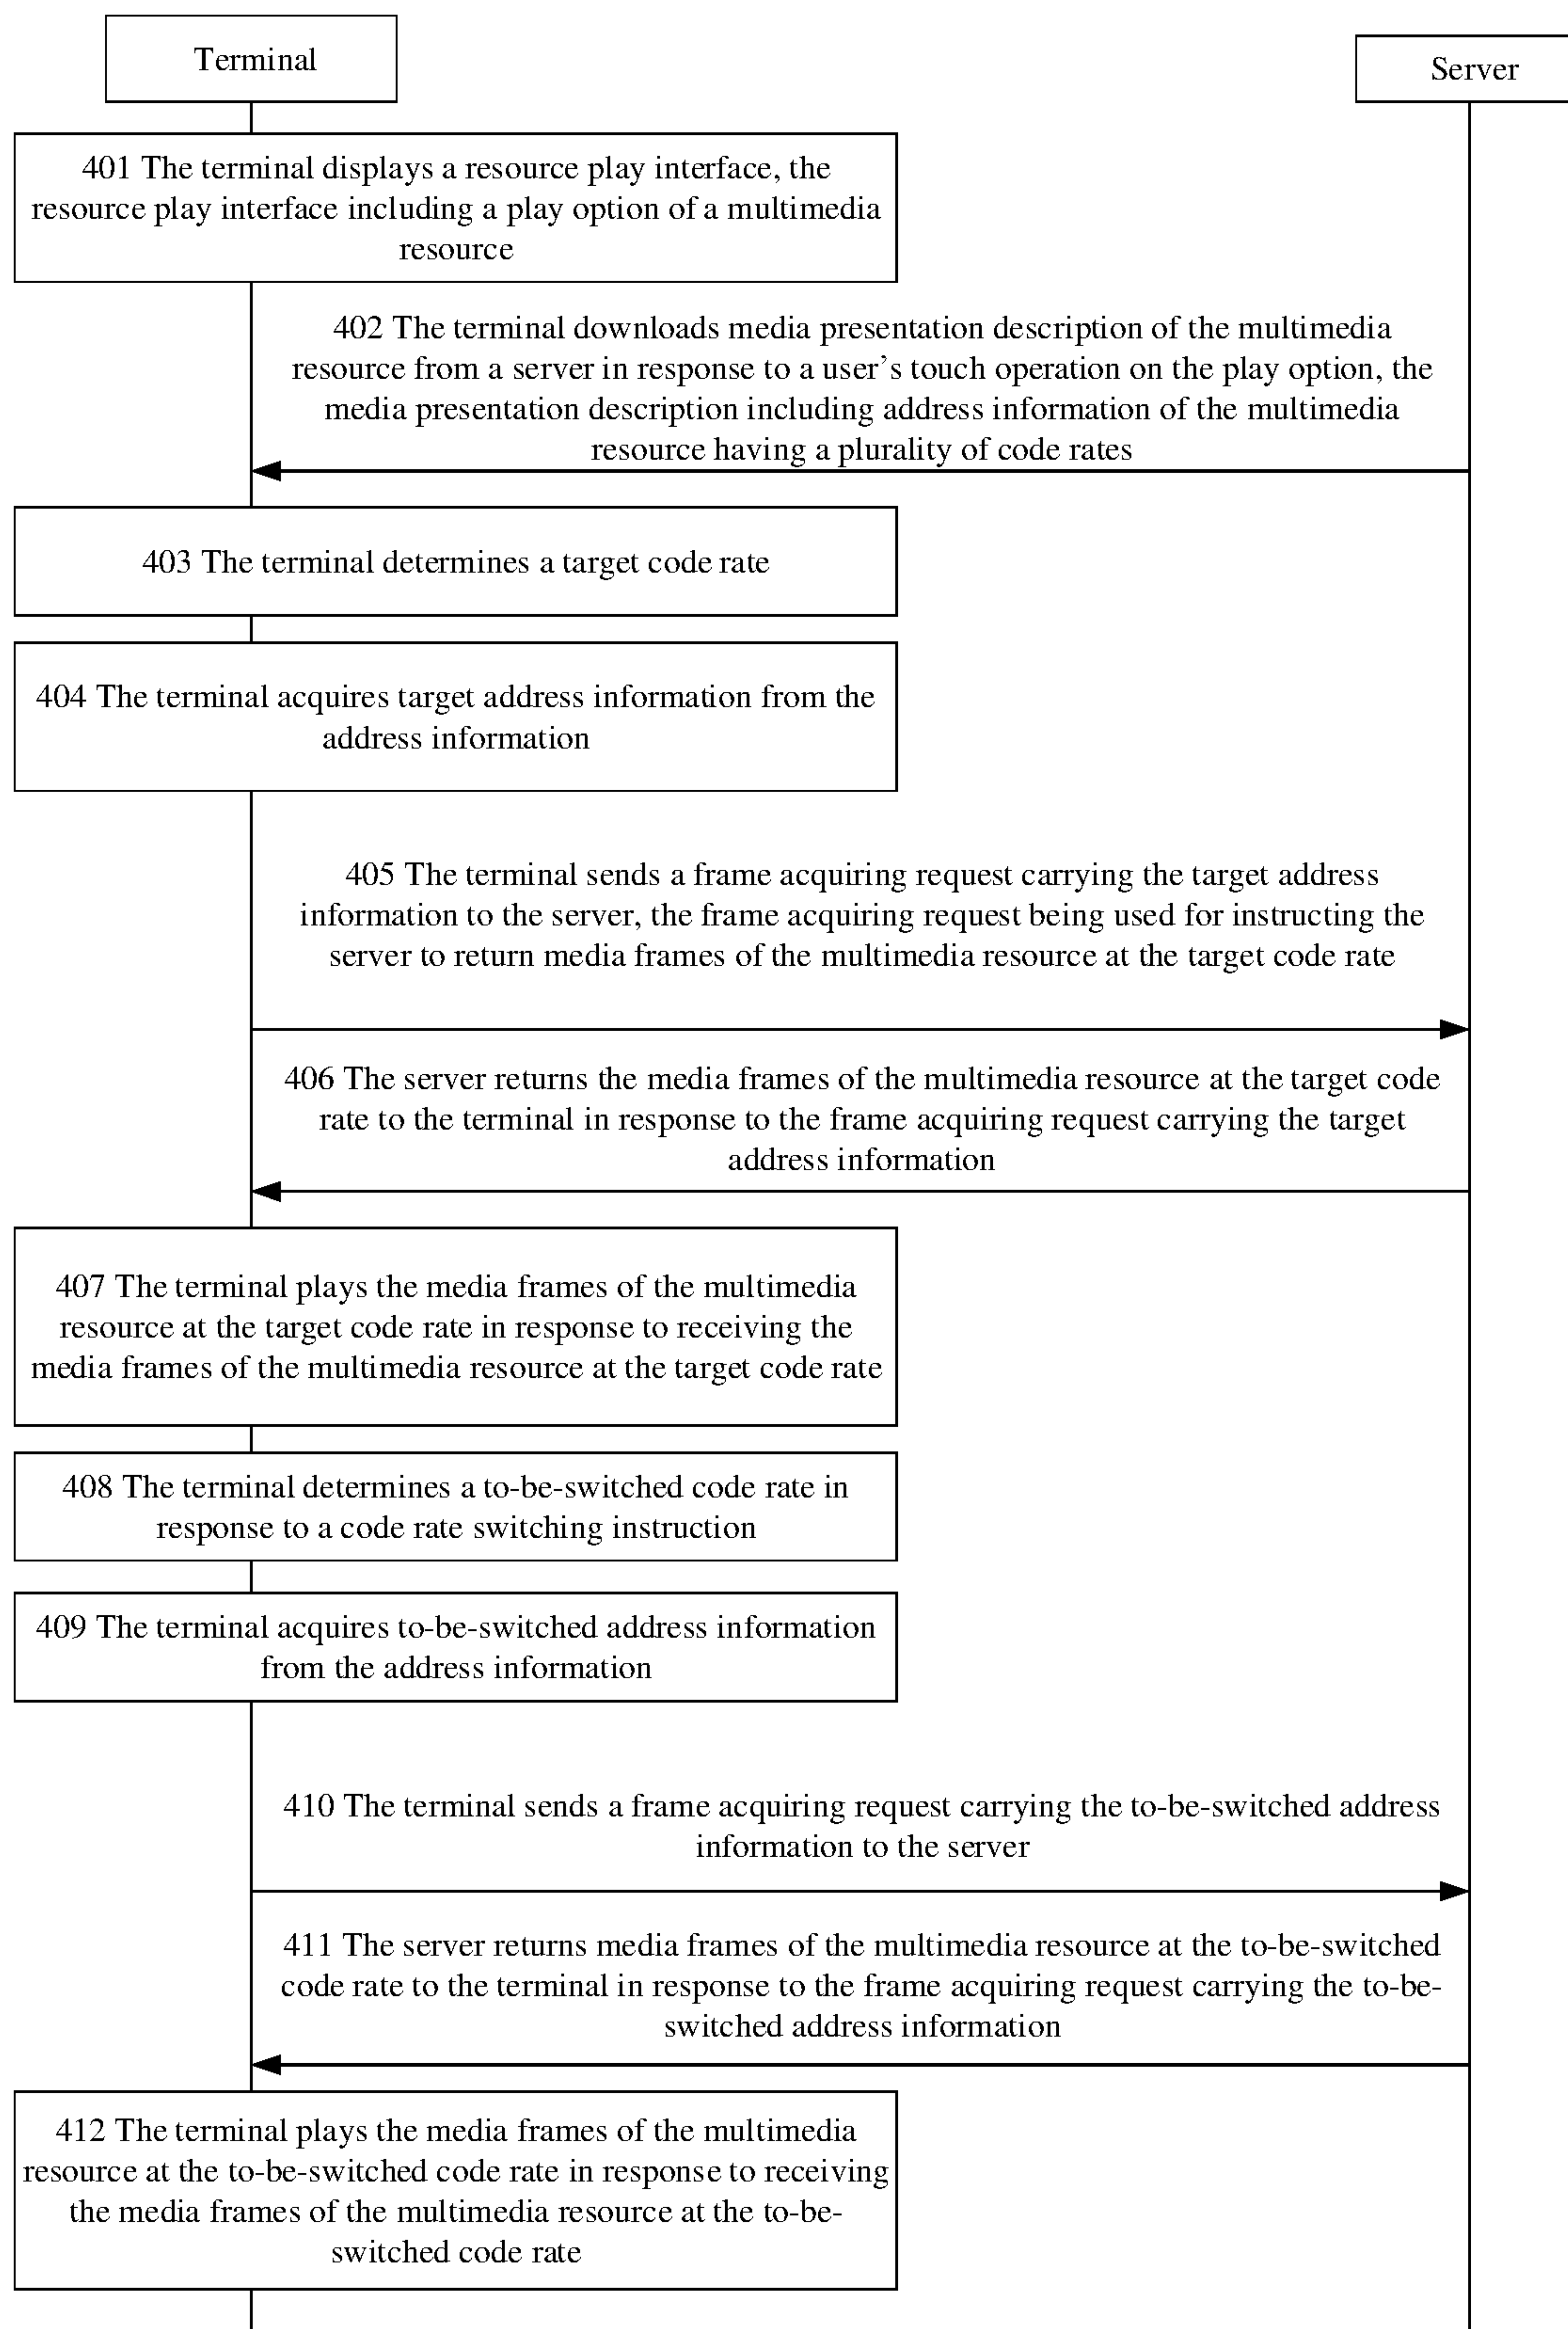 Terminal
Server
401 The terminal displays a resource play interface, the
resource play interface including a play option of a multimedia
resource
402 The terminal downloads media presentation description of the multimedia
resource from a server in response to a user’s touch operation on the play option, the
media presentation description including address information of the multimedia
resource having a plurality of code rates
403 The terminal determines a target code rate
404 The terminal acquires target address information from the
address information
405 The terminal sends a frame acquiring request carrying the target address
information to the server, the frame acquiring request being used for instructing the
server to return media frames of the multimedia resource at the target code rate
406 The server returns the media frames of the multimedia resource at the target code
rate to the terminal in response to the frame acquiring request carrying the target
address information
407 The terminal plays the media frames of the multimedia
resource at the target code rate in response to receiving the
media frames of the multimedia resource at the target code rate
408 The terminal determines a to-be-switched code rate in
response to a code rate switching instruction
409 The terminal acquires to-be-switched address information
from the address information
410 The terminal sends a frame acquiring request carrying the to-be-switched address
information to the server
411 The server returns media frames of the multimedia resource at the to-be-switched
code rate to the terminal in response to the frame acquiring request carrying the to-be-
switched address information
412 The terminal plays the media frames of the multimedia
resource at the to-be-switched code rate in response to receiving
the media frames of the multimedia resource at the to-be-
switched code rate